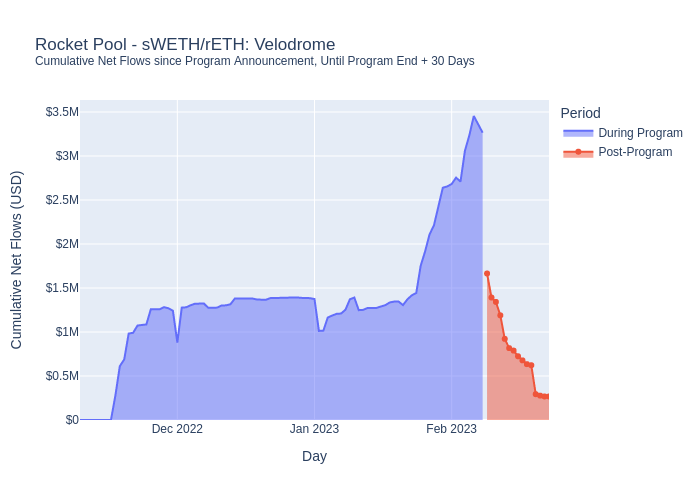 Rocket Pool - sWETH/rETH: Velodrome
Cumulative Net Flows since Program Announcement, Until Program End + 30 Days
Period
During Program
Post-Program
Cumulative Net Flows (USD)
$3.5M
$3M
$2.5M
$2M
$1.5M
$1M
$0.5M
$0
Dec 2022
Jan 2023
Feb 2023
Day